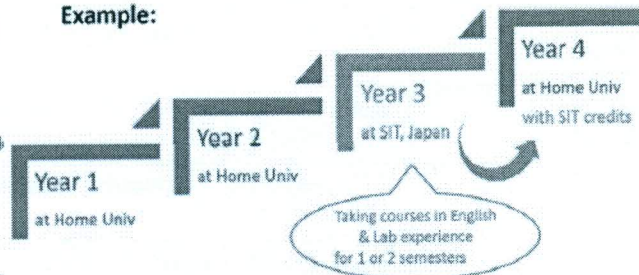 Example:
Year 1
at Home Univ
Year 2
at Home Univ
Year 3
at SIT, Japan
Year 4
at Home Univ
with SIT credits
Taking courses in English
& Lab experience
for 1 or 2 semesters